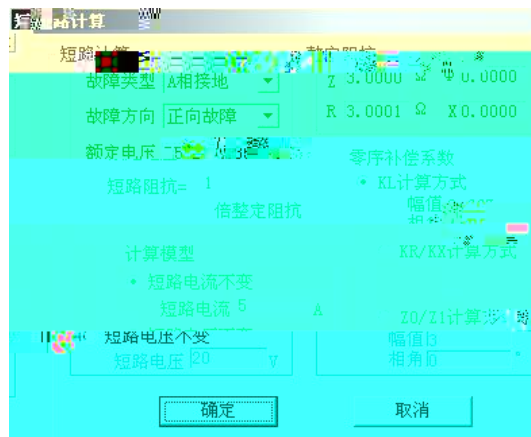 短路计算
短路计算
故障类型 A相接地
Z 3.0000 Ω Φ 0.0000
故障方向 正向故障
R 3.0001 Ω X 0.0000
额定电压
零序补偿系数
短路阻抗= 1
KL计算方式
倍整定阻抗
幅值
相角
计算模型
KR/KX计算方式
短路电流不变
短路电流 5 A
Z0/Z1计算方式
短路电压不变
幅值 3
短路电压 20 V
相角 0 °
确定
取消